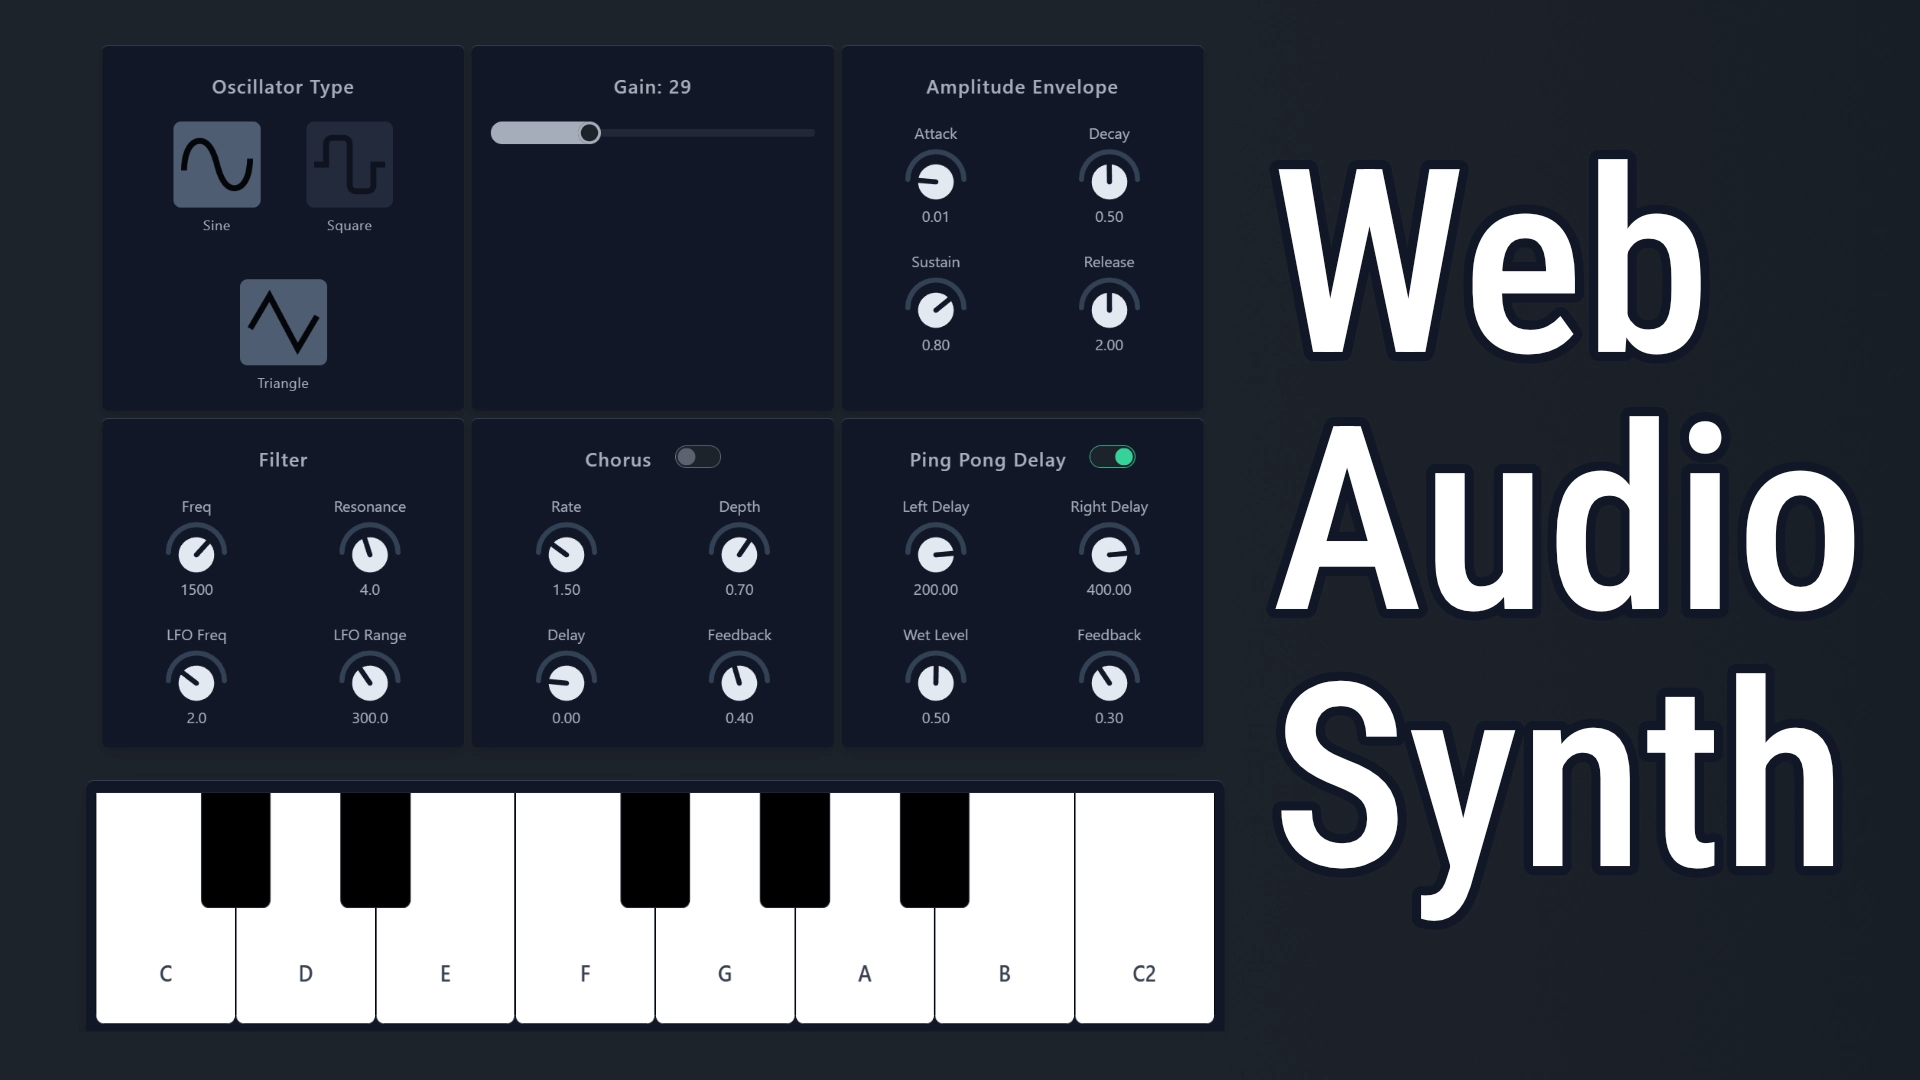 Oscillator Type
Sine
Square
Triangle
Gain: 29
Amplitude Envelope
Attack
Decay
0.01
0.50
Sustain
Release
0.80
2.00
Filter
Freq
Resonance
1500
4.0
LFO Freq
LFO Range
2.0
300.0
Chorus
Rate
Depth
1.50
0.70
Delay
Feedback
0.00
0.40
Ping Pong Delay
Left Delay
Right Delay
200.00
400.00
Wet Level
Feedback
0.50
0.30
C D E F G A B C2
Web
Audio
Synth